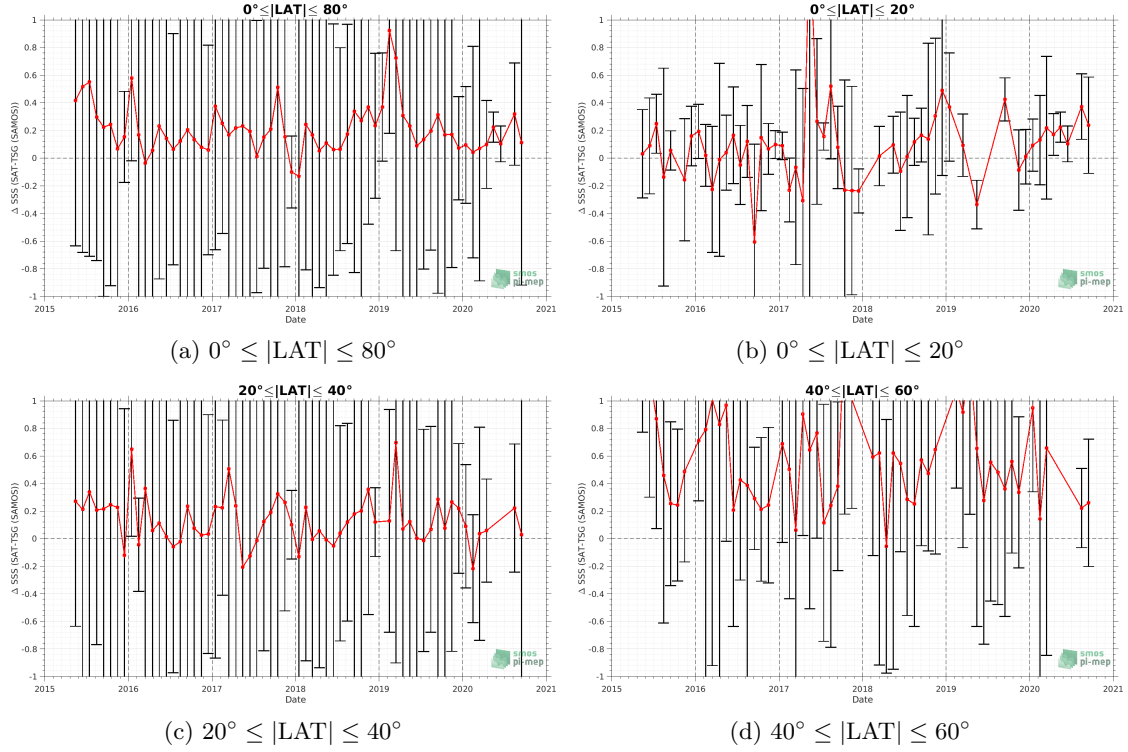 0°≤|LAT|≤ 80°
Δ SSS (SAT-TSG (SAMOS))
1
0.8
0.6
0.4
0.2
0
-0.2
-0.4
-0.6
-0.8
-1
2015 2016 2017 2018 2019 2020 2021
Date
smos
pi-mep
(a) 0° ≤ |LAT| ≤ 80°
0°≤|LAT|≤ 20°
Δ SSS (SAT-TSG (SAMOS))
1
0.8
0.6
0.4
0.2
0
-0.2
-0.4
-0.6
-0.8
-1
2015 2016 2017 2018 2019 2020 2021
Date
smos
pi-mep
(b) 0° ≤ |LAT| ≤ 20°
20°≤|LAT|≤ 40°
Δ SSS (SAT-TSG (SAMOS))
1
0.8
0.6
0.4
0.2
0
-0.2
-0.4
-0.6
-0.8
-1
2015 2016 2017 2018 2019 2020 2021
Date
smos
pi-mep
(c) 20° ≤ |LAT| ≤ 40°
40°≤|LAT|≤ 60°
Δ SSS (SAT-TSG (SAMOS))
1
0.8
0.6
0.4
0.2
0
-0.2
-0.4
-0.6
-0.8
-1
2015 2016 2017 2018 2019 2020 2021
Date
smos
pi-mep
(d) 40° ≤ |LAT| ≤ 60°